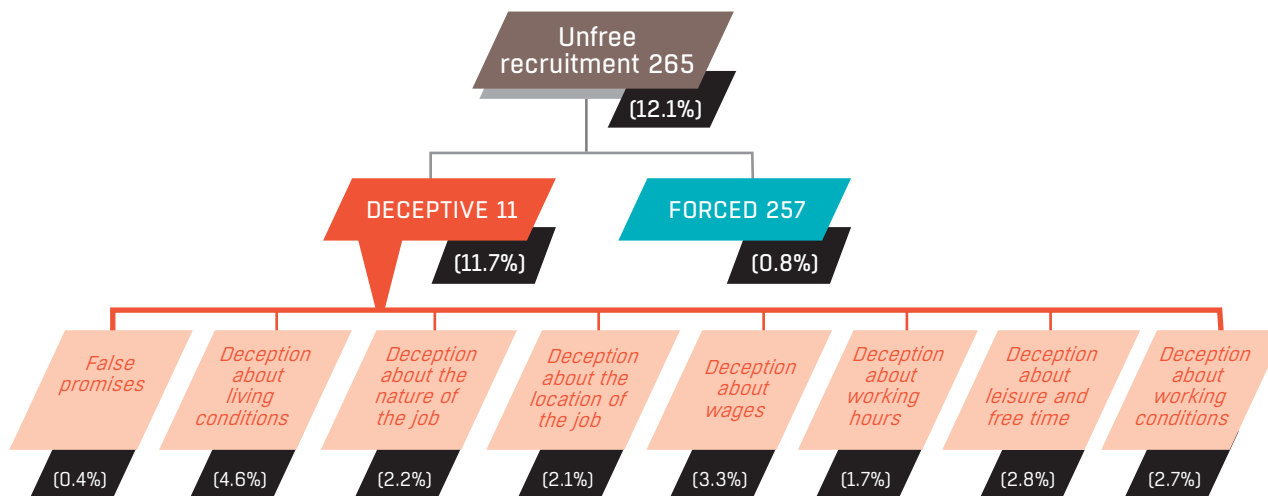 Unfree
recruitment 265
(12.1%)
DECEPTIVE 11
(11.7%)
FORCED 257
(0.8%)
False
promises
(0.4%)
Deception
about
living
conditions
(4.6%)
Deception
about the
nature of
the job
(2.2%)
Deception
about the
location of
the job
(2.1%)
Deception
about
wages
(3.3%)
Deception
about
working
hours
(1.7%)
Deception
about
leisure and
free time
(2.8%)
Deception
about
working
conditions
(2.7%)